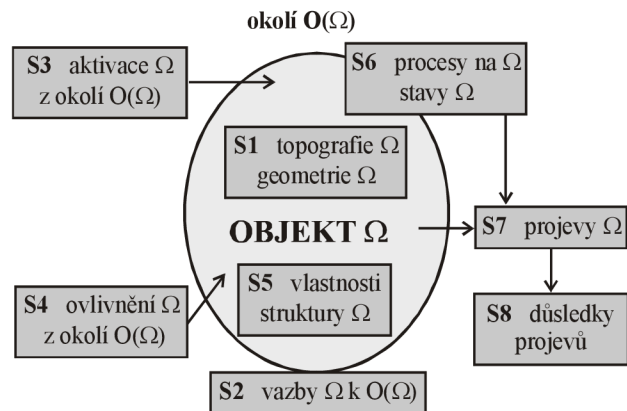 okolí O(Ω)
S3 aktivace Ω
z okolí O(Ω)
S6 procesy na Ω
stavy Ω
S1 topografie Ω
geometrie Ω
OBJEKT Ω
S7 projevy Ω
S5 vlastnosti
struktury Ω
S4 ovlivnění Ω
z okolí O(Ω)
S8 důsledky
projevů
S2 vazby Ω k O(Ω)